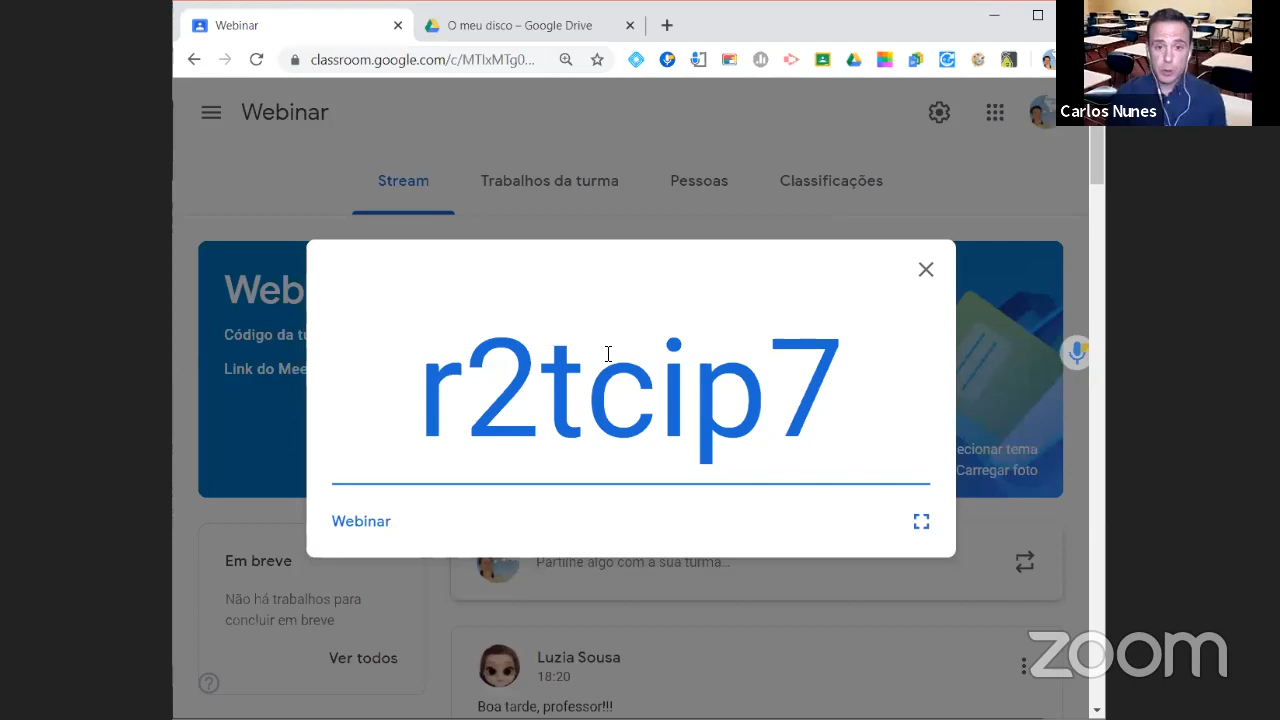 Webinar
O meu disco – Google Drive
classroom.google.com/c/NTIxMTg0...
Carlos Nunes
Webinar
Stream
Trabalhos da turma
Pessoas
Classificações
Web
Código da tu
Link do Mee
r2tcip7
ecionar tema
Carregar foto
Webinar
Em breve
Partilhe algo com a sua turma...
Não há trabalhos para
concluir em breve
Ver todos
Luzia Sousa
18:20
Boa tarde, professor!!!
zoom